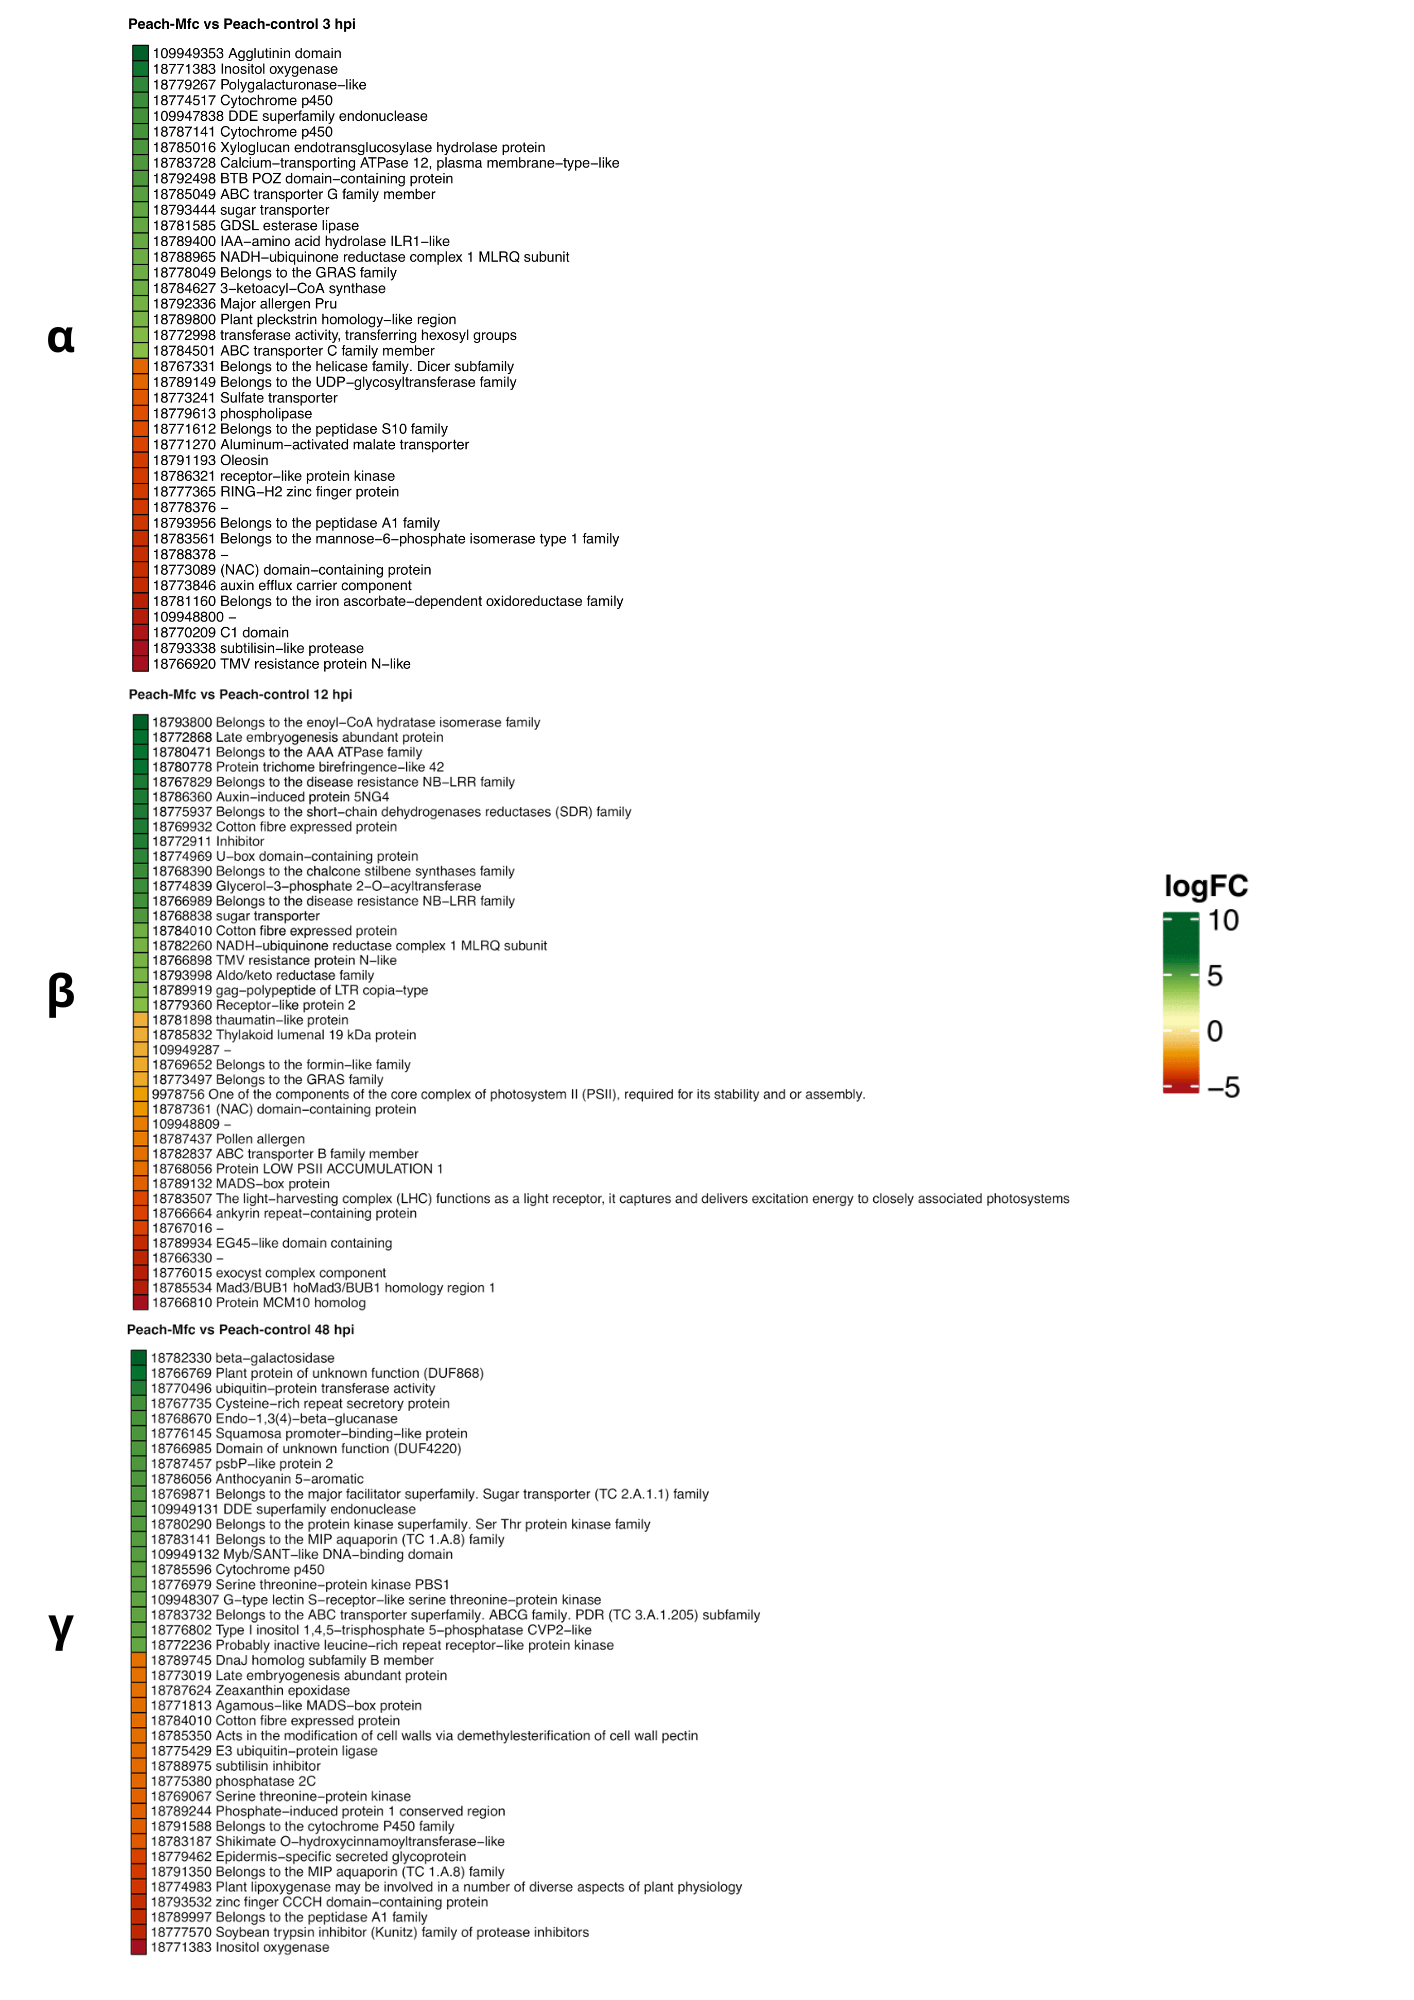 Peach-Mfc vs Peach-control 3 hpi
109949353 Agglutinin domain
18771383 Inositol oxygenase
18779267 Polygalacturonase−like
18774517 Cytochrome p450
109947838 DDE superfamily endonuclease
18787141 Cytochrome p450
18785016 Xyloglucan endotransglucosylase hydrolase protein
18783728 Calcium−transporting ATPase 12, plasma membrane−type−like
18792498 BTB POZ domain−containing protein
18785049 ABC transporter G family member
18793444 sugar transporter
18781585 GDSL esterase lipase
18789400 IAA−amino acid hydrolase ILR1−like
18788965 NADH−ubiquinone reductase complex 1 MLRQ subunit
18778049 Belongs to the GRAS family
18784627 3−ketoacyl−CoA synthase
18792336 Major allergen Pru
18789800 Plant pleckstrin homology−like region
α
18772998 transferase activity, transferring hexosyl groups
18784501 ABC transporter C family member
18767331 Belongs to the helicase family. Dicer subfamily
18789149 Belongs to the UDP−glycosyltransferase family
18773241 Sulfate transporter
18779613 phospholipase
18771612 Belongs to the peptidase S10 family
18771270 Aluminum−activated malate transporter
18791193 Oleosin
18786321 receptor−like protein kinase
18777365 RING−H2 zinc finger protein
18778376 −
18793956 Belongs to the peptidase A1 family
18783561 Belongs to the mannose−6−phosphate isomerase type 1 family
18788378 −
18773089 (NAC) domain−containing protein
18773846 auxin efflux carrier component
18781160 Belongs to the iron ascorbate−dependent oxidoreductase family
109948800 −
18770209 C1 domain
18793338 subtilisin−like protease
18766920 TMV resistance protein N−like
Peach-Mfc vs Peach-control 12 hpi
18793800 Belongs to the enoyl−CoA hydratase isomerase family
18772868 Late embryogenesis abundant protein
18780471 Belongs to the AAA ATPase family
18780778 Protein trichome birefringence−like 42
18767829 Belongs to the disease resistance NB−LRR family
18786360 Auxin−induced protein 5NG4
18775937 Belongs to the short−chain dehydrogenases reductases (SDR) family
18769932 Cotton fibre expressed protein
18772911 Inhibitor
18774969 U−box domain−containing protein
18768390 Belongs to the chalcone stilbene synthases family
18774839 Glycerol−3−phosphate 2−O−acyltransferase
18766989 Belongs to the disease resistance NB−LRR family
18768838 sugar transporter
18784010 Cotton fibre expressed protein
18782260 NADH−ubiquinone reductase complex 1 MLRQ subunit
18766898 TMV resistance protein N−like
18793998 Aldo/keto reductase family
β
18789919 gag−polypeptide of LTR copia−type
18779360 Receptor−like protein 2
18781898 thaumatin−like protein
18785832 Thylakoid lumenal 19 kDa protein
109949287 −
18769652 Belongs to the formin−like family
18773497 Belongs to the GRAS family
9978756 One of the components of the core complex of photosystem II (PSII), required for its stability and or assembly.
18787361 (NAC) domain−containing protein
109948809 −
18787437 Pollen allergen
18782837 ABC transporter B family member
18768056 Protein LOW PSII ACCUMULATION 1
18789132 MADS−box protein
18783507 The light−harvesting complex (LHC) functions as a light receptor, it captures and delivers excitation energy to closely associated photosystems
18766664 ankyrin repeat−containing protein
18767016 −
18789934 EG45−like domain containing
18766330 −
18776015 exocyst complex component
18785534 Mad3/BUB1 hoMad3/BUB1 homology region 1
18766810 Protein MCM10 homolog
logFC
10
5
0
−5
Peach-Mfc vs Peach-control 48 hpi
18782330 beta−galactosidase
18766769 Plant protein of unknown function (DUF868)
18770496 ubiquitin−protein transferase activity
18767735 Cysteine−rich repeat secretory protein
18768670 Endo−1,3(4)−beta−glucanase
18776145 Squamosa promoter−binding−like protein
18766985 Domain of unknown function (DUF4220)
18787457 psbP−like protein 2
18786056 Anthocyanin 5−aromatic
18769871 Belongs to the major facilitator superfamily. Sugar transporter (TC 2.A.1.1) family
109949131 DDE superfamily endonuclease
18780290 Belongs to the protein kinase superfamily. Ser Thr protein kinase family
18783141 Belongs to the MIP aquaporin (TC 1.A.8) family
109949132 Myb/SANT−like DNA−binding domain
18785596 Cytochrome p450
18776979 Serine threonine−protein kinase PBS1
109948307 G−type lectin S−receptor−like serine threonine−protein kinase
18783732 Belongs to the ABC transporter superfamily. ABCG family. PDR (TC 3.A.1.205) subfamily
γ
18776802 Type I inositol 1,4,5−trisphosphate 5−phosphatase CVP2−like
18772236 Probably inactive leucine−rich repeat receptor−like protein kinase
18789745 DnaJ homolog subfamily B member
18773019 Late embryogenesis abundant protein
18787624 Zeaxanthin epoxidase
18771813 Agamous−like MADS−box protein
18784010 Cotton fibre expressed protein
18785350 Acts in the modification of cell walls via demethylesterification of cell wall pectin
18775429 E3 ubiquitin−protein ligase
18788975 subtilisin inhibitor
18775380 phosphatase 2C
18769067 Serine threonine−protein kinase
18789244 Phosphate−induced protein 1 conserved region
18791588 Belongs to the cytochrome P450 family
18783187 Shikimate O−hydroxycinnamoyltransferase−like
18779462 Epidermis−specific secreted glycoprotein
18791350 Belongs to the MIP aquaporin (TC 1.A.8) family
18774983 Plant lipoxygenase may be involved in a number of diverse aspects of plant physiology
18793532 zinc finger CCCH domain−containing protein
18789997 Belongs to the peptidase A1 family
18777570 Soybean trypsin inhibitor (Kunitz) family of protease inhibitors
18771383 Inositol oxygenase